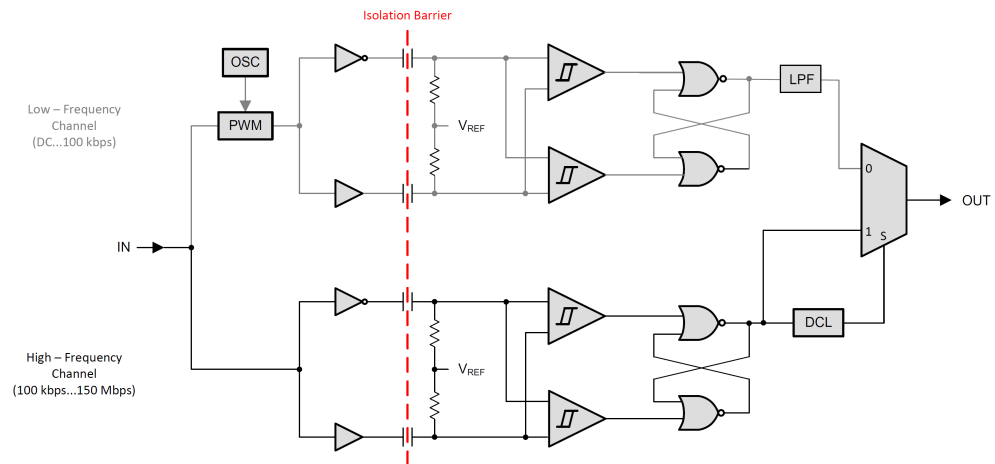 Isolation Barrier
OSC
Low – Frequency
Channel
(DC...100 kbps)
PWM
VREF
LPF
0
OUT
1
S
IN
High – Frequency
Channel
(100 kbps...150 Mbps)
VREF
DCL